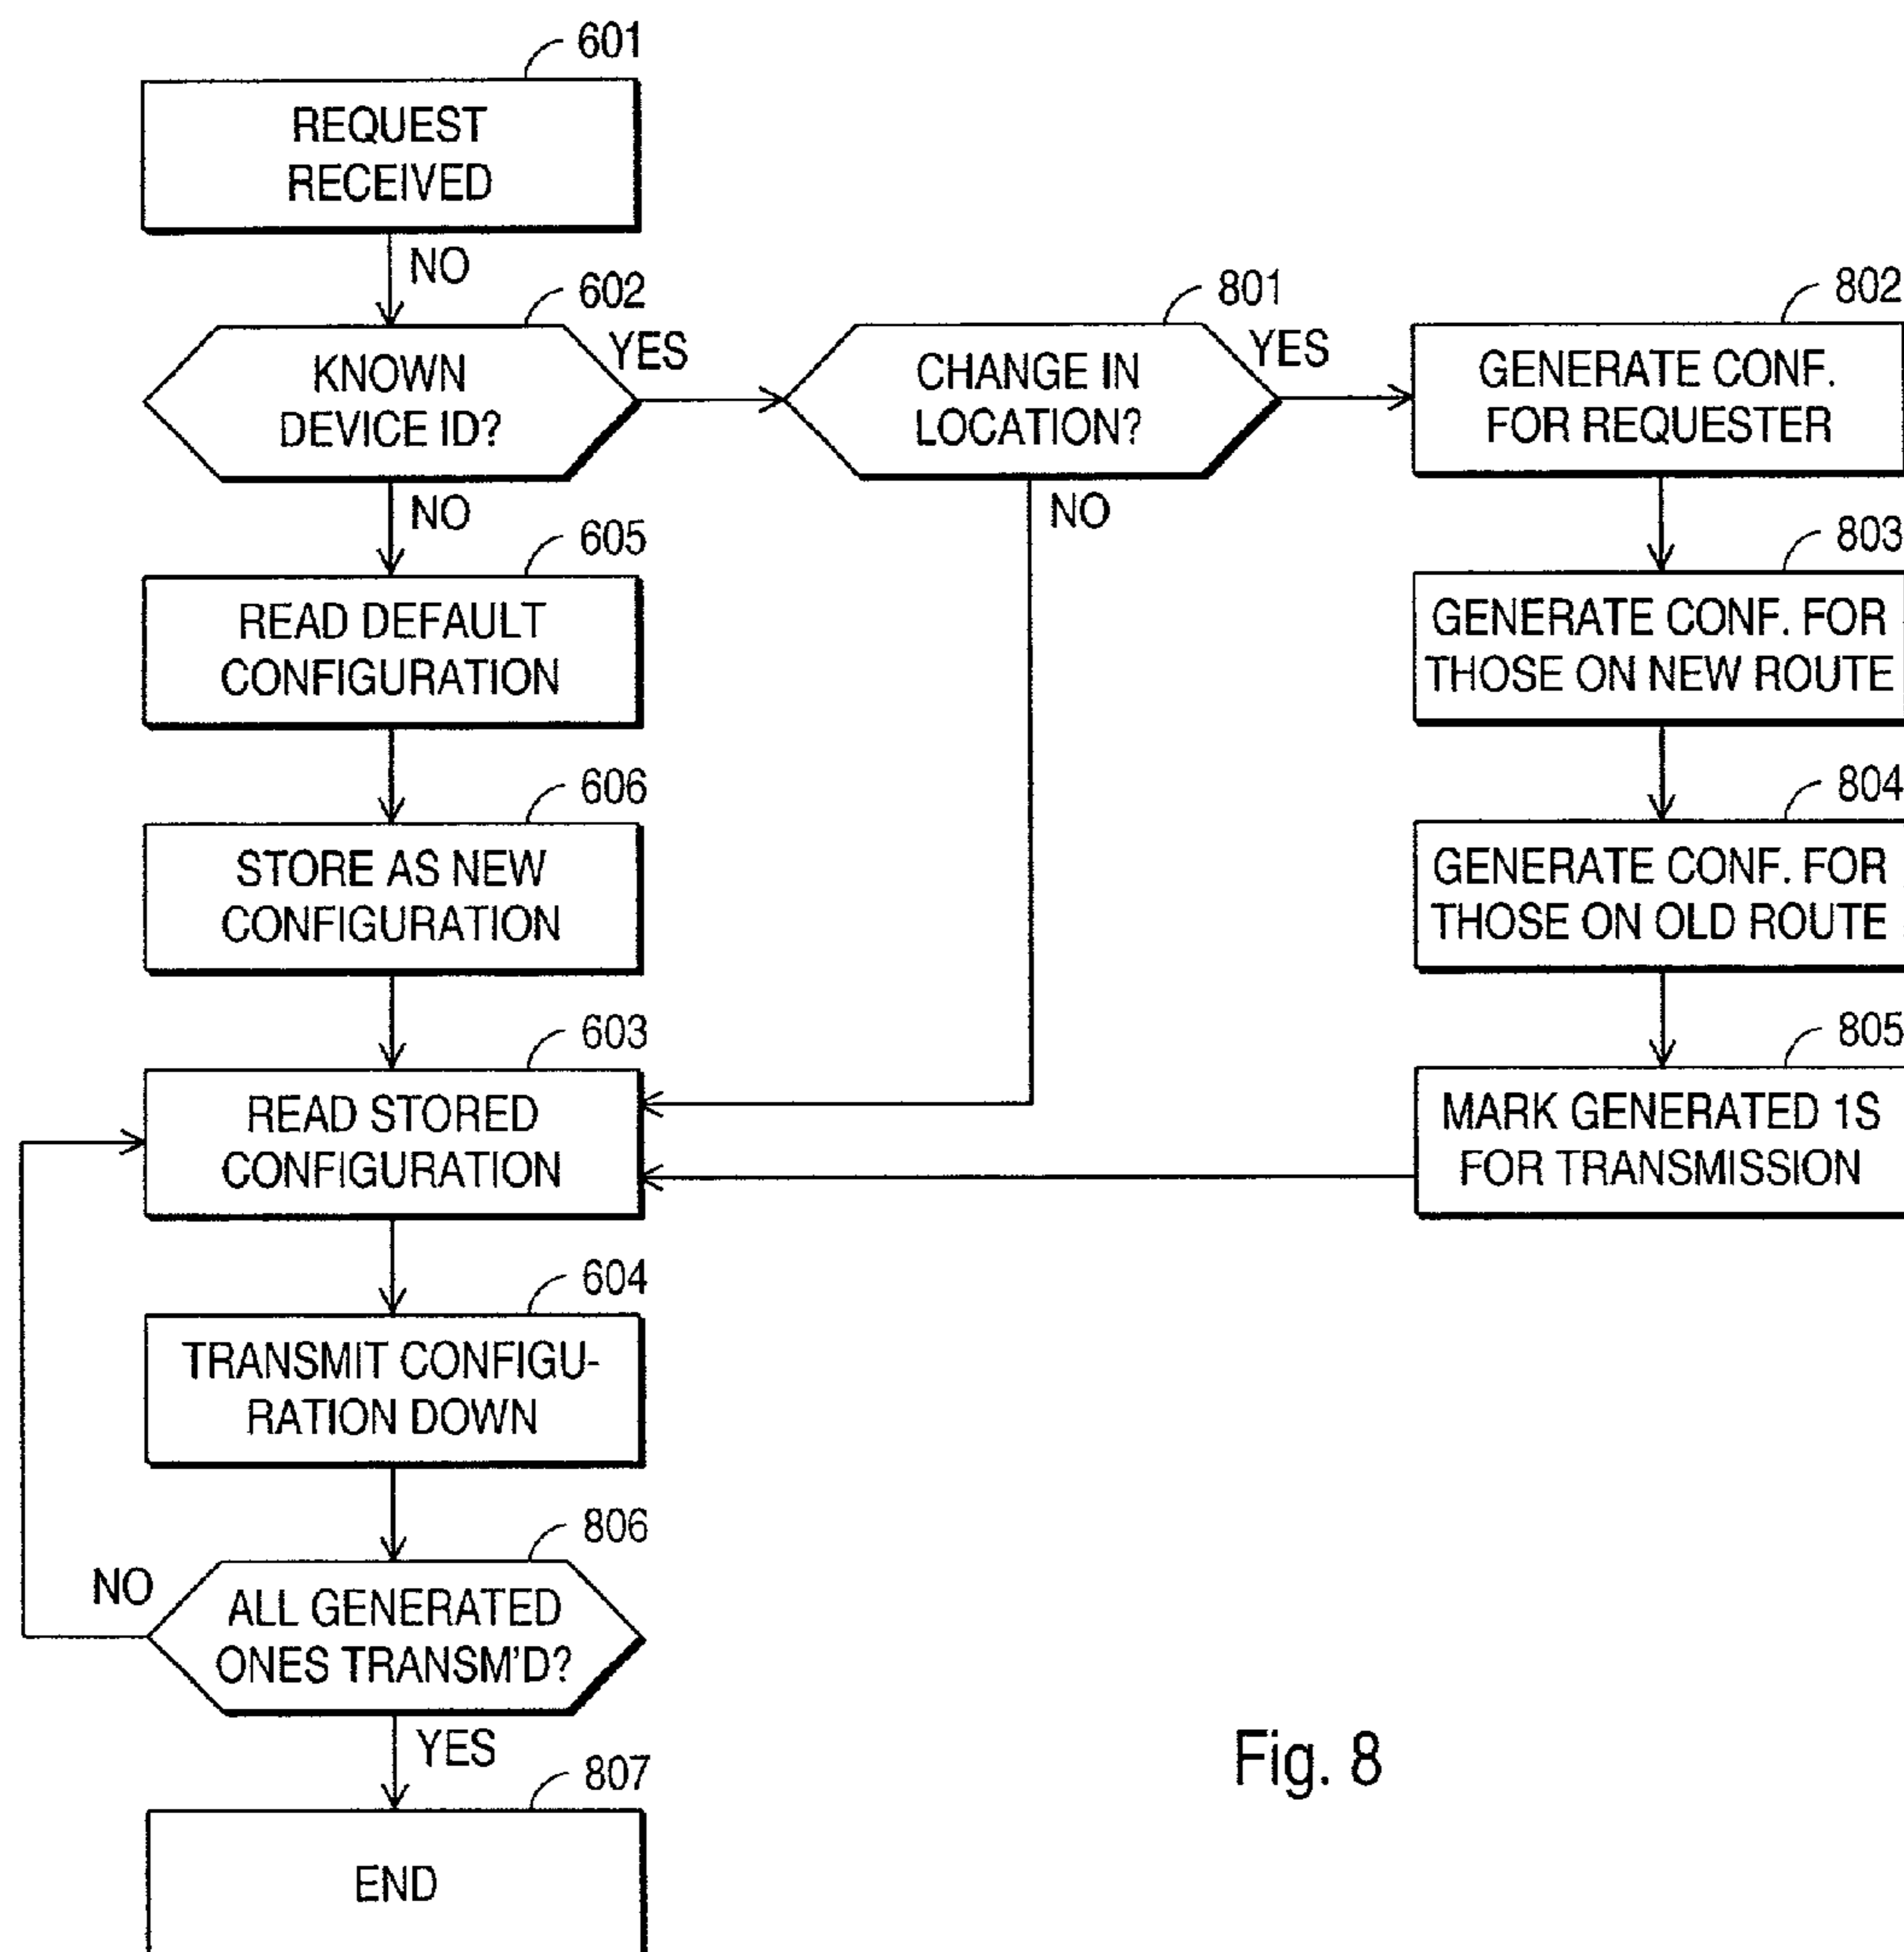 601
REQUEST
RECEIVED
NO
602
KNOWN
DEVICE ID?
YES
801
CHANGE IN
LOCATION?
YES
802
GENERATE CONF.
FOR REQUESTER
NO
NO
605
READ DEFAULT
CONFIGURATION
803
GENERATE CONF. FOR
THOSE ON NEW ROUTE
606
STORE AS NEW
CONFIGURATION
804
GENERATE CONF. FOR
THOSE ON OLD ROUTE
603
READ STORED
CONFIGURATION
805
MARK GENERATED 1S
FOR TRANSMISSION
604
TRANSMIT CONFIGU-
RATION DOWN
806
NO
ALL GENERATED
ONES TRANSM'D?
YES
807
END
Fig. 8